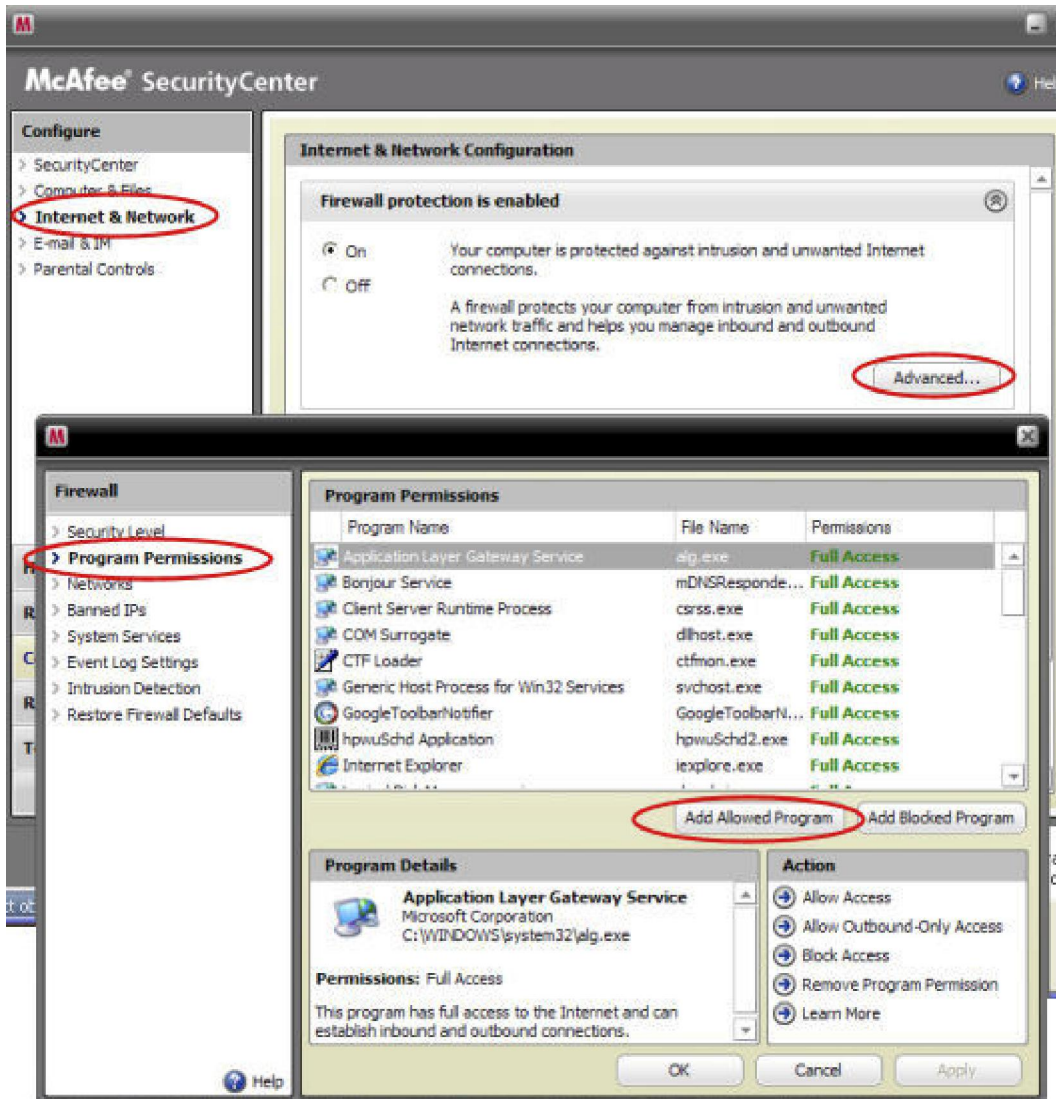 McAfee® SecurityCenter
Configure
SecurityCenter
Computer & Files
Internet & Network
E-mail & IM
Parental Controls
Internet & Network Configuration
Firewall protection is enabled
On
Off
Your computer is protected against intrusion and unwanted Internet
connections.
A firewall protects your computer from intrusion and unwanted
network traffic and helps you manage inbound and outbound
Internet connections.
Advanced...
Firewall
Security Level
Program Permissions
Networks
Banned IPs
System Services
Event Log Settings
Intrusion Detection
Restore Firewall Defaults
Help
Program Permissions
Program Name File Name Permissions
Application Layer Gateway Service alg.exe Full Access
Bonjour Service mDNSResponde... Full Access
Client Server Runtime Process csrss.exe Full Access
COM Surrogate dllhost.exe Full Access
CTF Loader ctfmon.exe Full Access
Generic Host Process for Win32 Services svchost.exe Full Access
GoogleToolbarNotifier GoogleToolbarN... Full Access
hpwuSchd Application hpwuSchd2.exe Full Access
Internet Explorer iexplore.exe Full Access
Add Allowed Program Add Blocked Program
Program Details
Application Layer Gateway Service
Microsoft Corporation
C:\WINDOWS\system32\alg.exe
Permissions: Full Access
This program has full access to the Internet and can
establish inbound and outbound connections.
Action
Allow Access
Allow Outbound-Only Access
Block Access
Remove Program Permission
Learn More
OK Cancel Apply